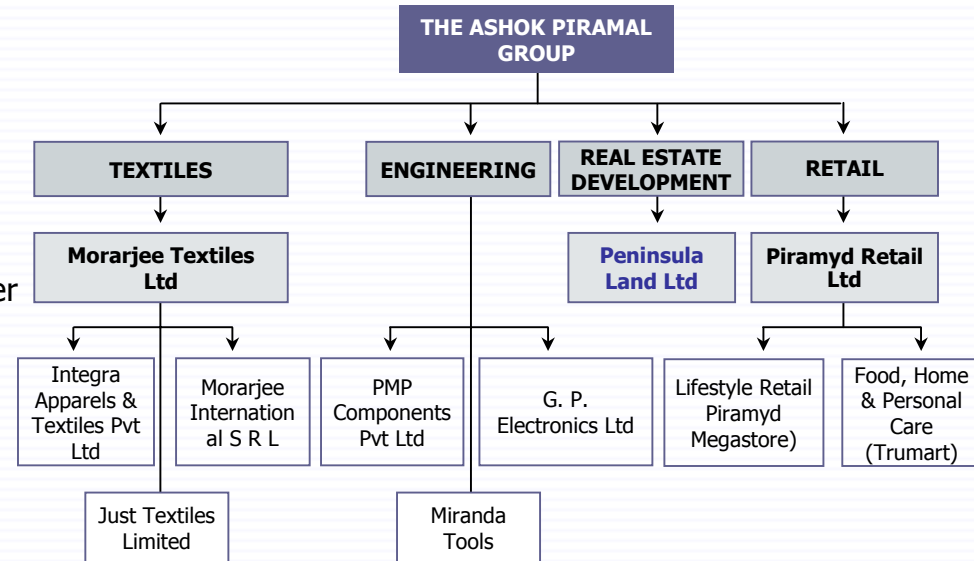 THE ASHOK PIRAMAL
GROUP
TEXTILES
ENGINEERING
REAL ESTATE
DEVELOPMENT
RETAIL
Morarjee Textiles
Ltd
Peninsula
Land Ltd
Piramyd Retail
Ltd
er
Integra
Apparels &
Textiles Pvt
Ltd
Morarjee
Internation
al S R L
PMP
Components
Pvt Ltd
G. P.
Electronics Ltd
Lifestyle Retail
Piramyd
Megastore)
Food, Home
& Personal
Care
(Trumart)
Just Textiles
Limited
Miranda
Tools